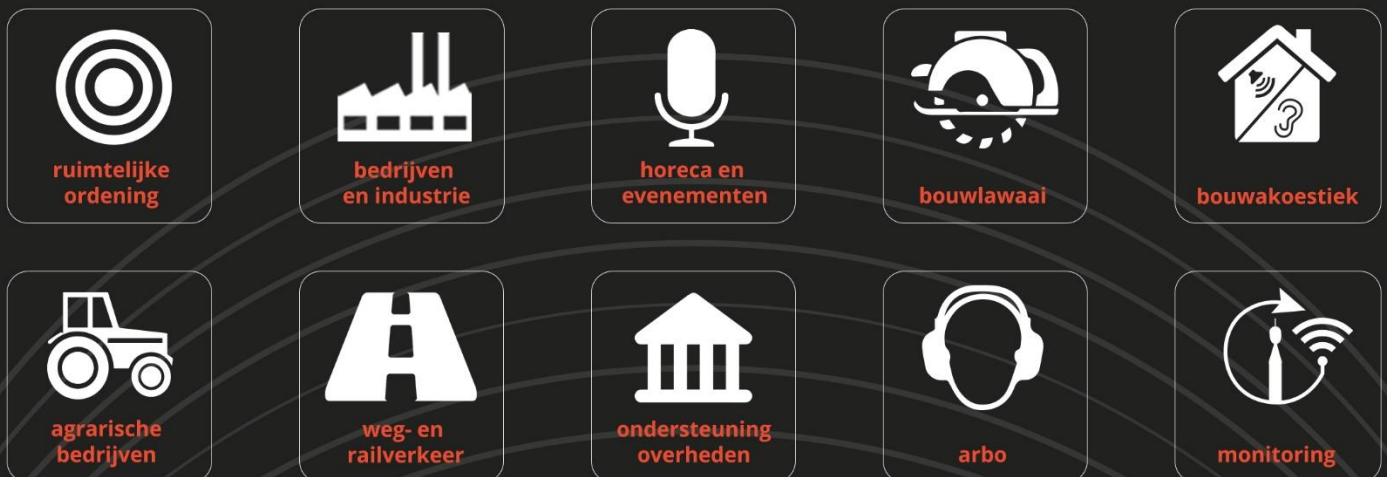 ruimtelijke
ordening
bedrijven
en industrie
horeca en
evenementen
bouwlawaai
bouwakoestiek
agrarische
bedrijven
weg- en
railverkeer
ondersteuning
overheden
arbo
monitoring